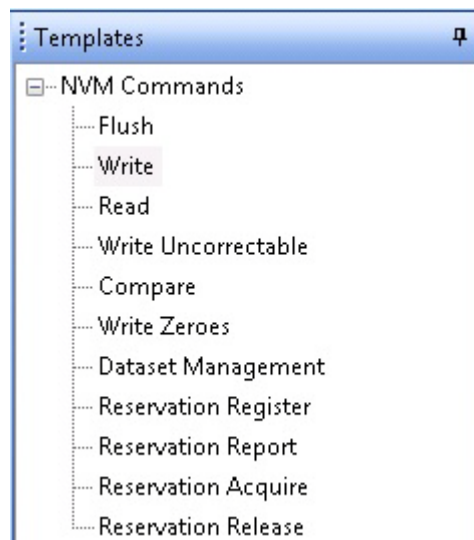 Templates
NVM Commands
Flush
Write
Read
Write Uncorrectable
Compare
Write Zeroes
Dataset Management
Reservation Register
Reservation Report
Reservation Acquire
Reservation Release